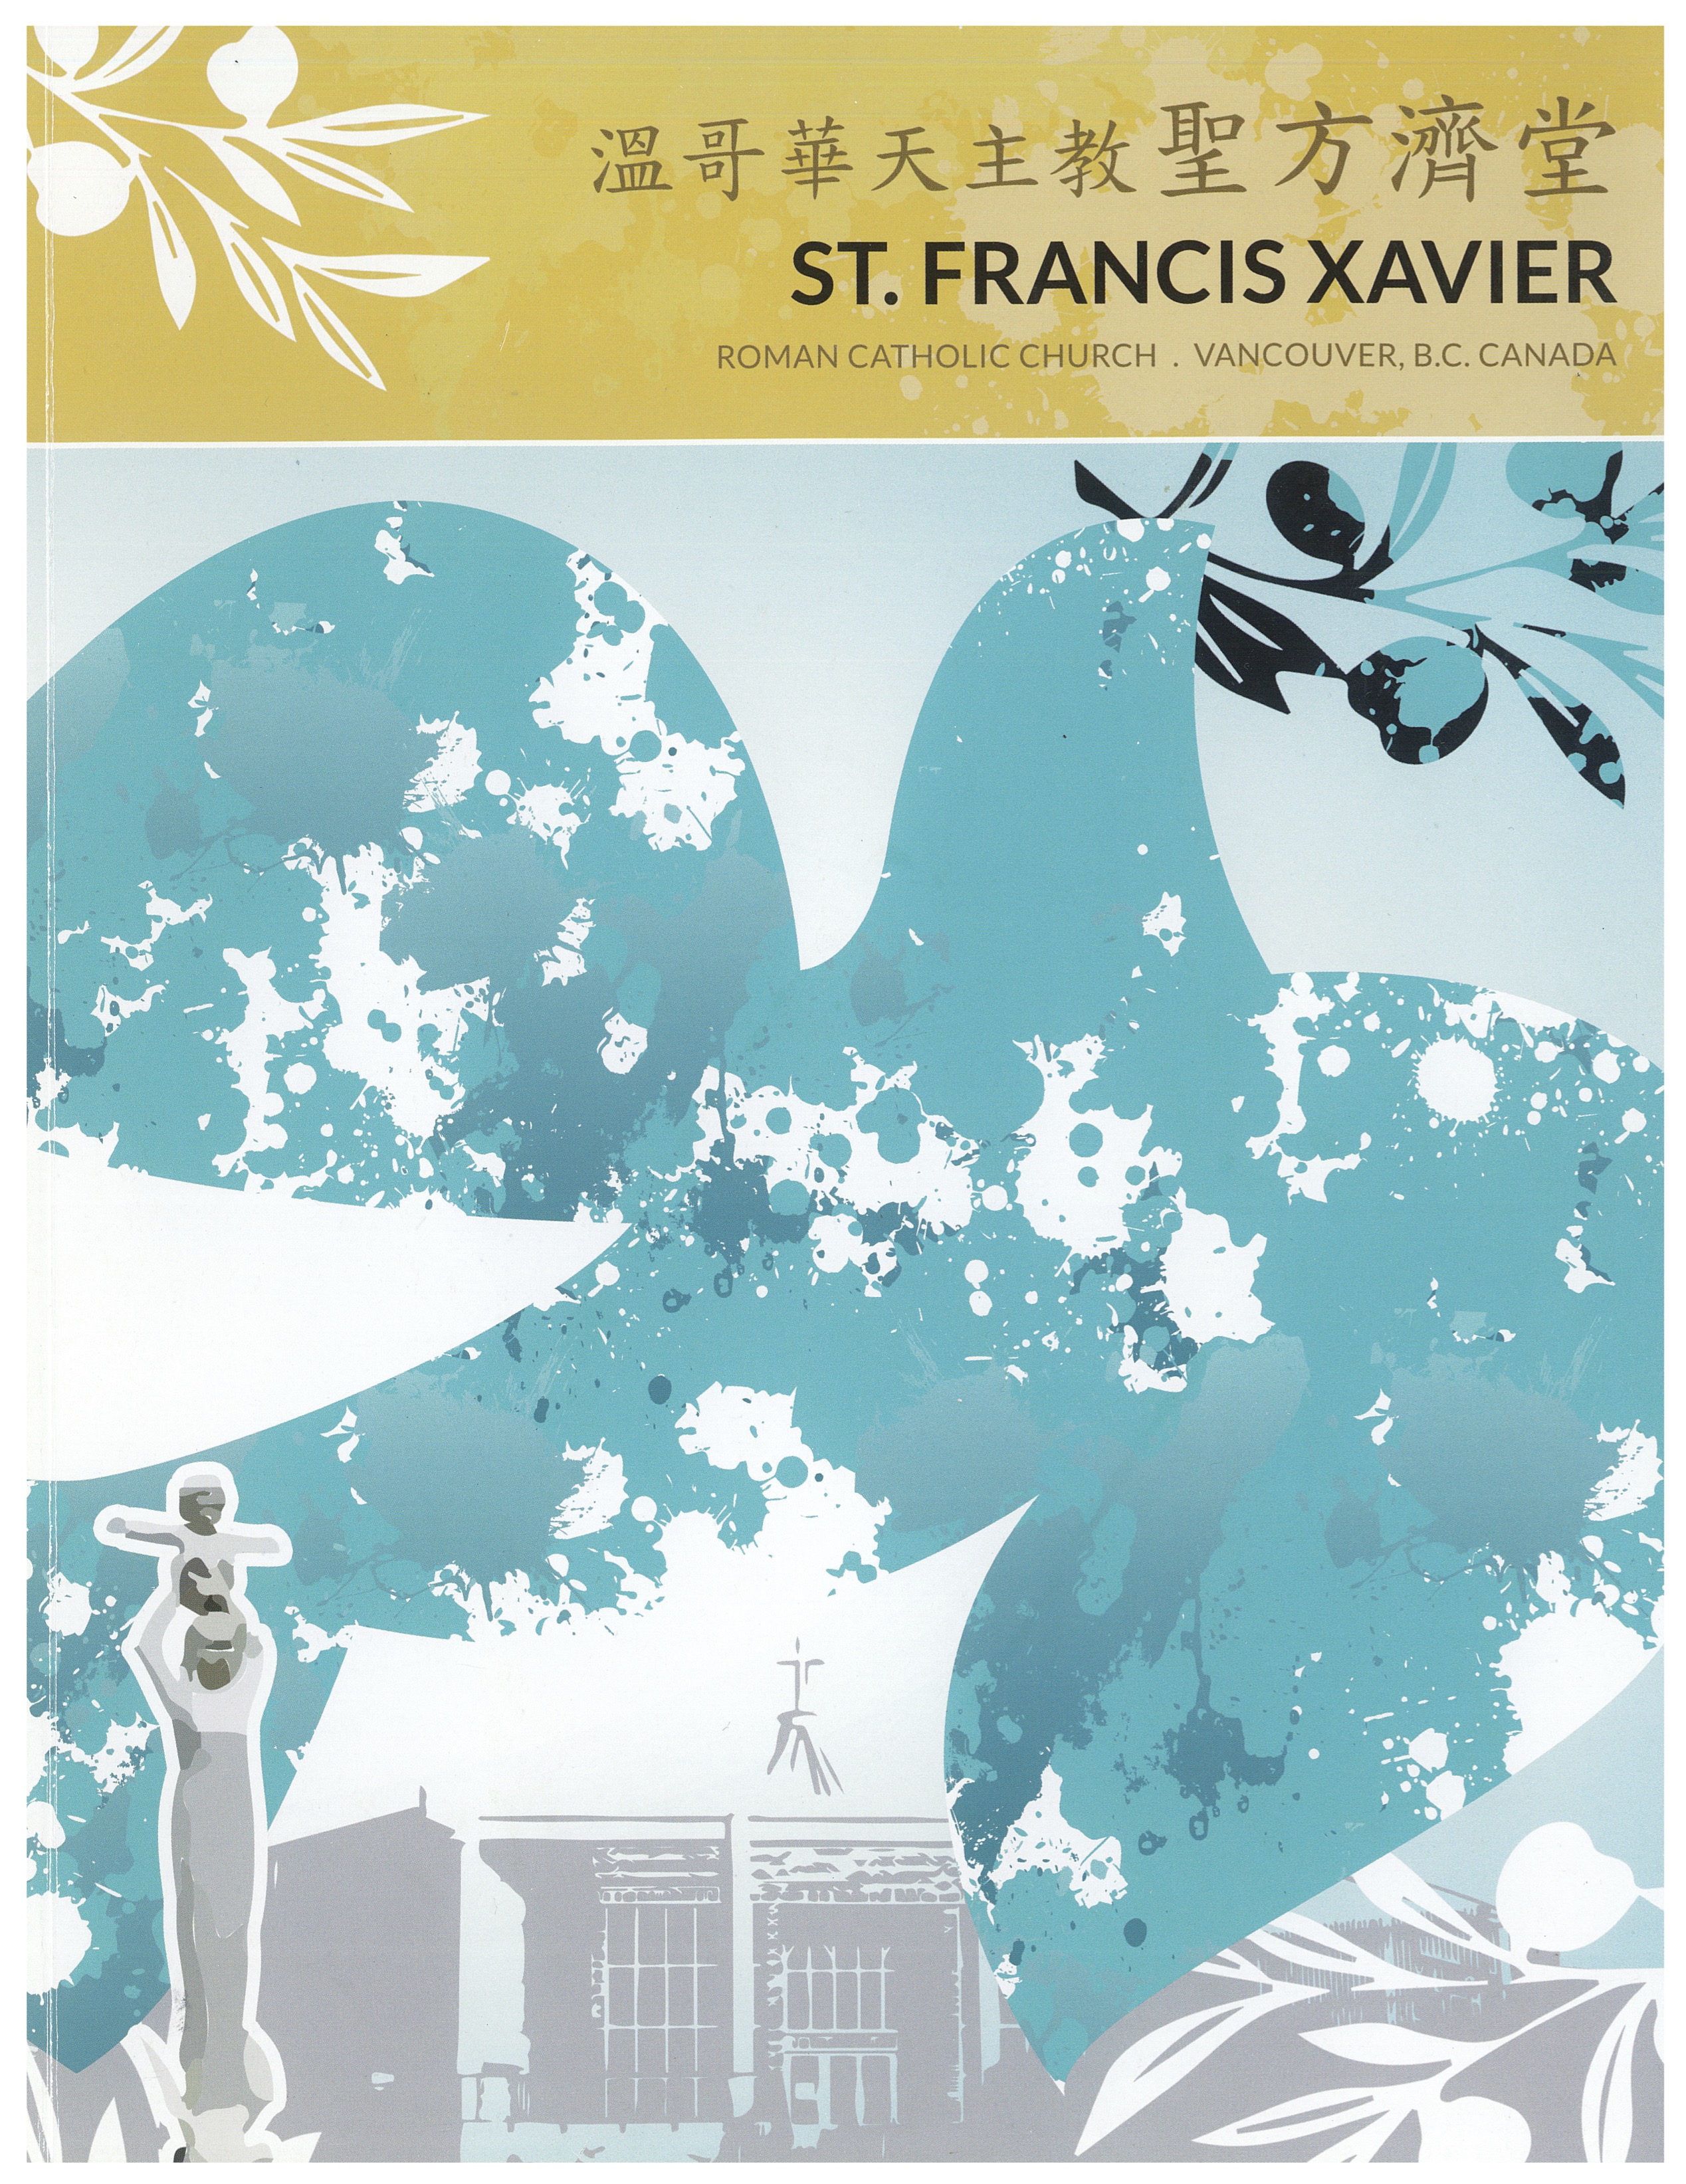 溫哥華天主教聖方濟堂
ST. FRANCIS XAVIER
ROMAN CATHOLIC CHURCH . VANCOUVER, B.C. CANADA